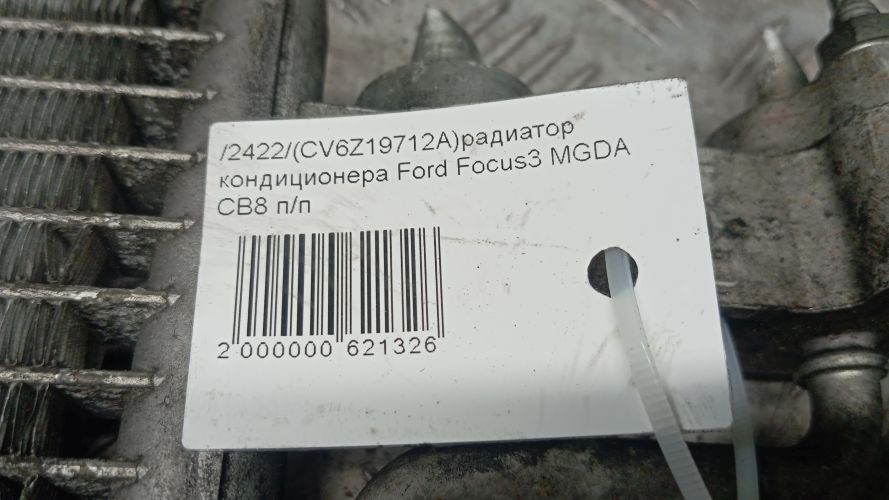 /2422/(CV6Z19712A)радиатор
кондиционера Ford Focus3 MGDA
CB8 п/п
2 000000 621326